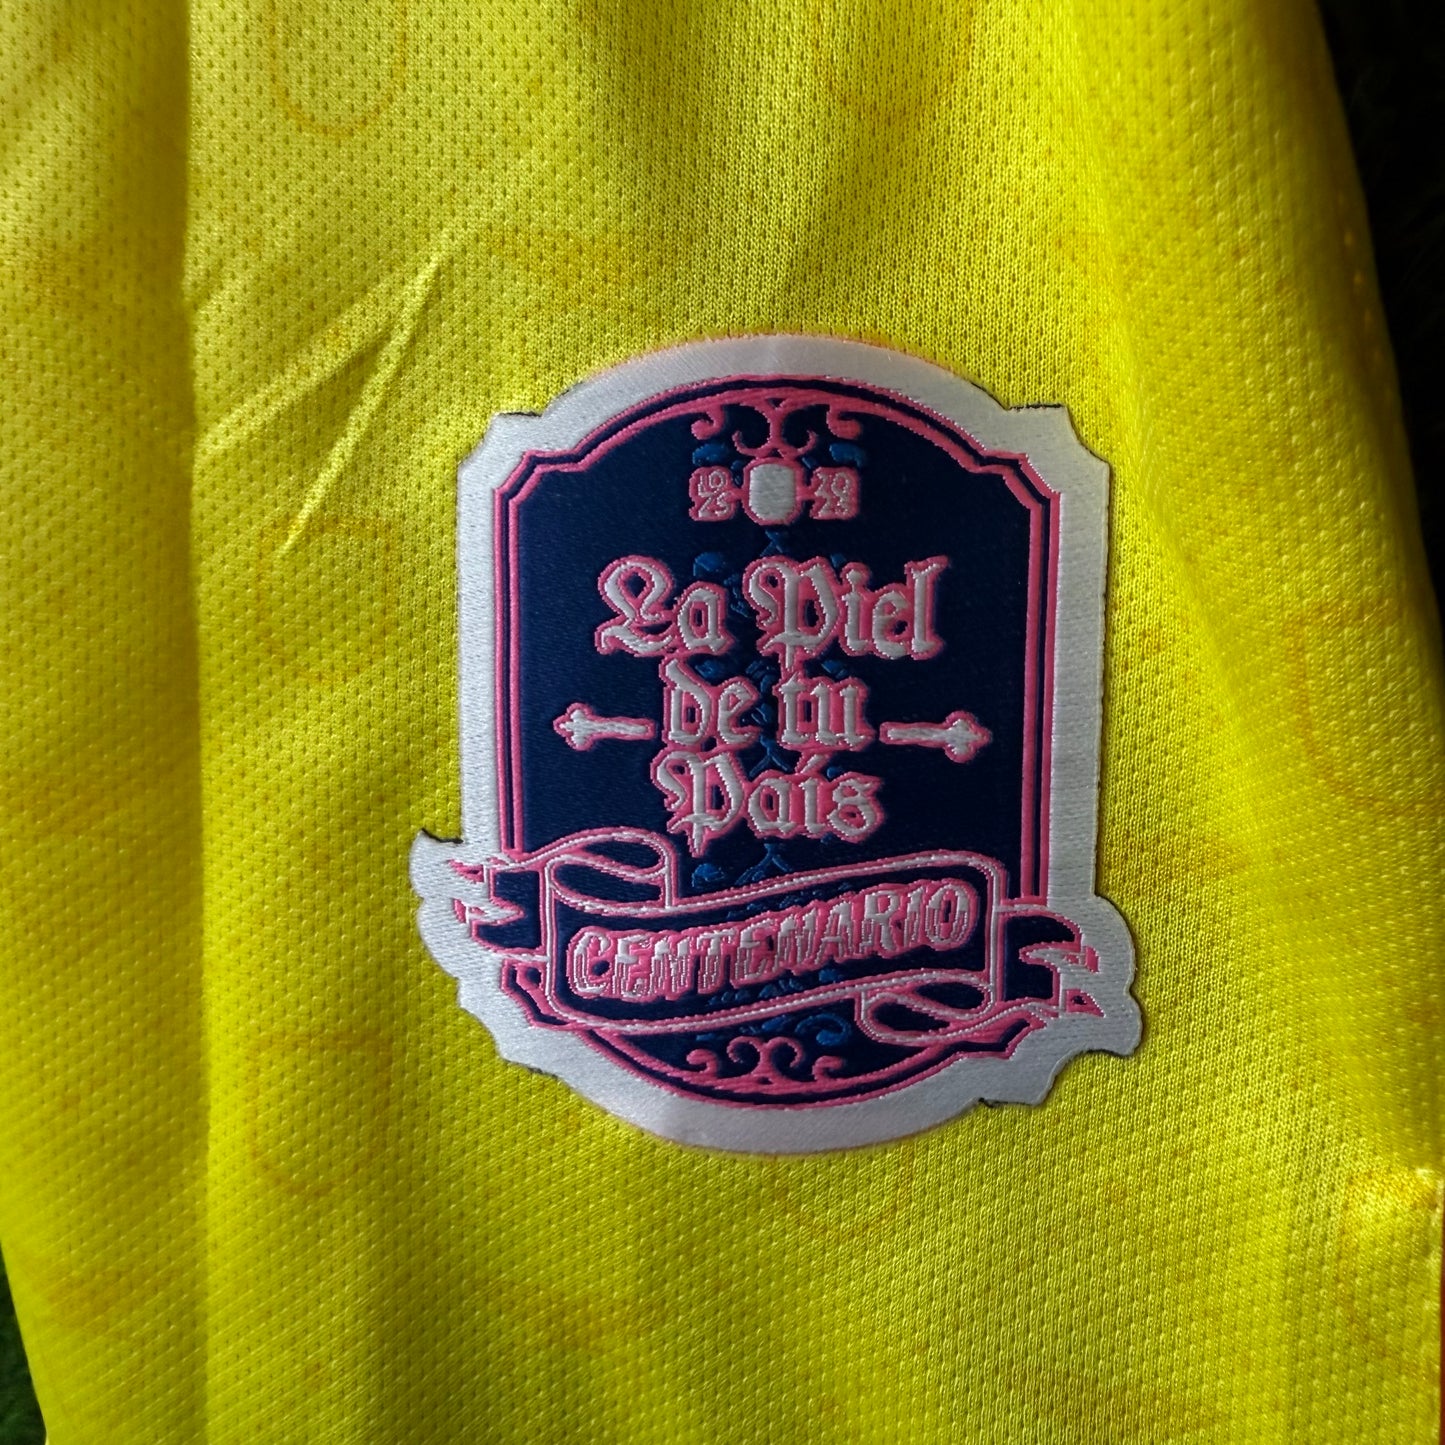 La Piel
de tu
País
CENTENARIO